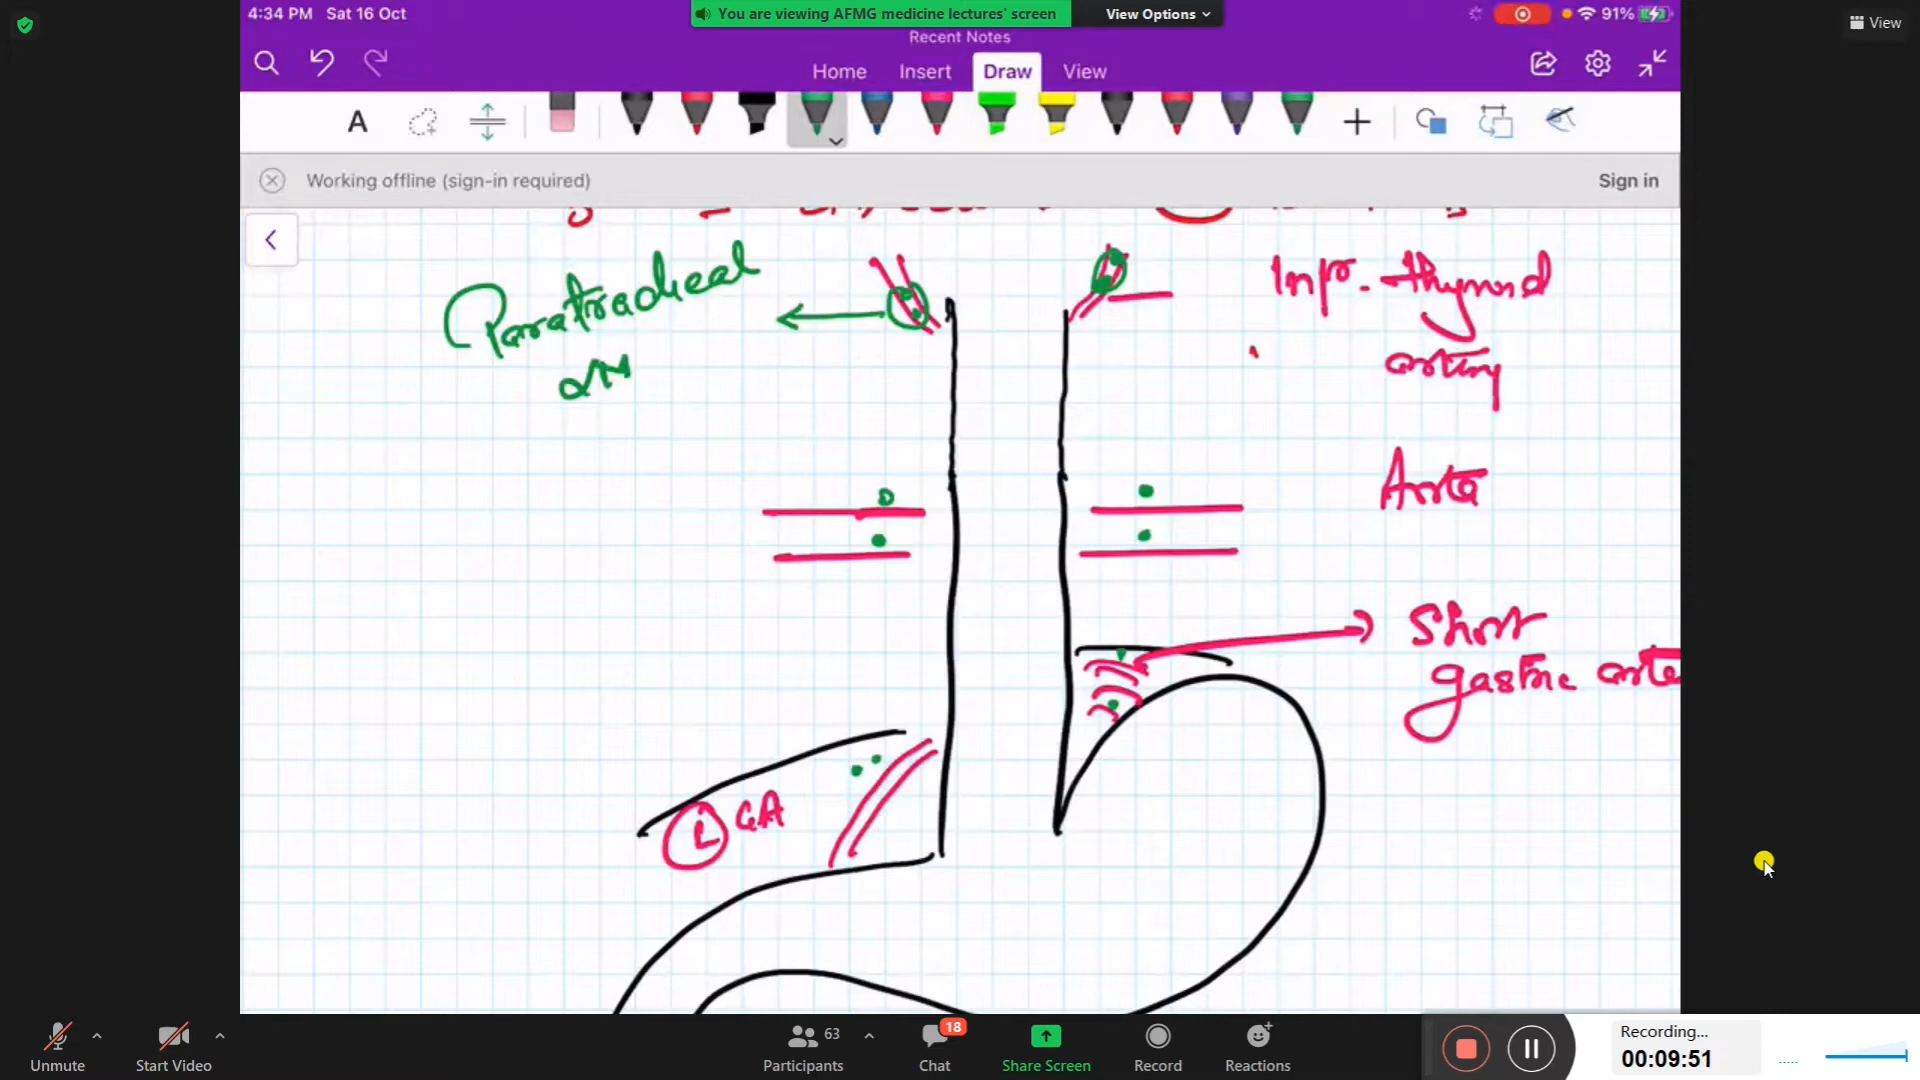 4:34 PM Sat 16 Oct
You are viewing AFMG medicine lectures' screen
View Options
91%
View
Recent Notes
Home Insert Draw View
A
Working offline (sign-in required)
Sign in
Paratracheal
LN
Infr. thyroid
artery
Aorta
Short
gastric arte
L GA
Unmute
Start Video
63
Participants
18
Chat
Share Screen
Record
Reactions
Recording...
00:09:51